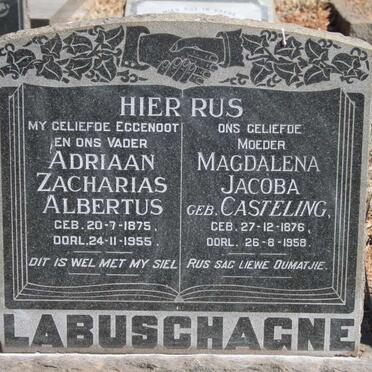 HIER RUS
MY GELIEFDE EGGENOOT
EN ONS VADER
ADRIAAN
ZACHARIAS
ALBERTUS
GEB. 20-7-1875,
OORL. 24-11-1955.
DIT IS WEL MET MY SIEL
ONS GELIEFDE
MOEDER
MAGDALENA
JACOBA
GEB. CASTELING,
GEB. 27-12-1876,
OORL. 26-6-1958.
RUS SAG LIEWE OUMATJIE.
LABUSCHAGNE